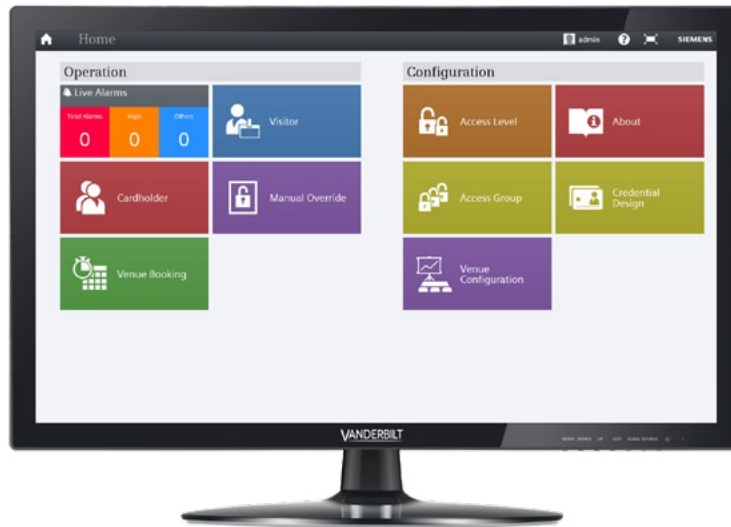 Home
admin
?
SIEMENS
Operation
Configuration
Live Alarms
Total Alarms
High
Others
0
0
0
Visitor
Access Level
i
About
Cardholder
Manual Override
Access Group
Credential
Design
Venue Booking
Venue
Configuration
VANDERBILT